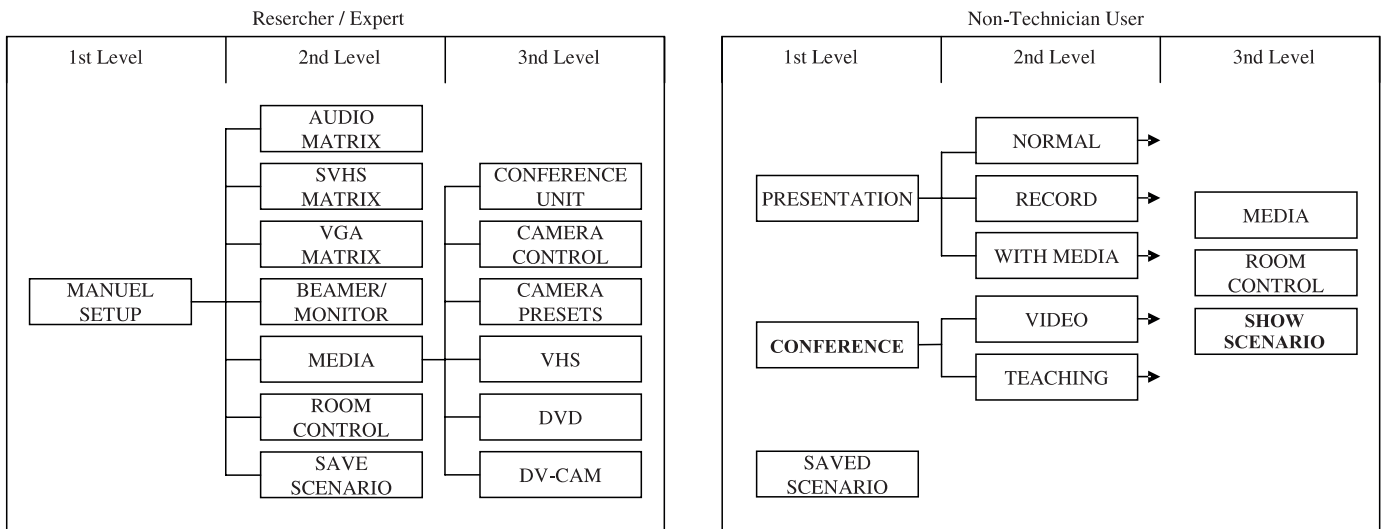 Resercher / Expert
1st Level
2nd Level
3nd Level
MANUEL
SETUP
AUDIO
MATRIX
SVHS
MATRIX
VGA
MATRIX
BEAMER/
MONITOR
MEDIA
ROOM
CONTROL
SAVE
SCENARIO
CONFERENCE
UNIT
CAMERA
CONTROL
CAMERA
PRESETS
VHS
DVD
DV-CAM
Non-Technician User
1st Level
2nd Level
3nd Level
PRESENTATION
CONFERENCE
SAVED
SCENARIO
NORMAL
RECORD
WITH MEDIA
VIDEO
TEACHING
MEDIA
ROOM
CONTROL
SHOW
SCENARIO